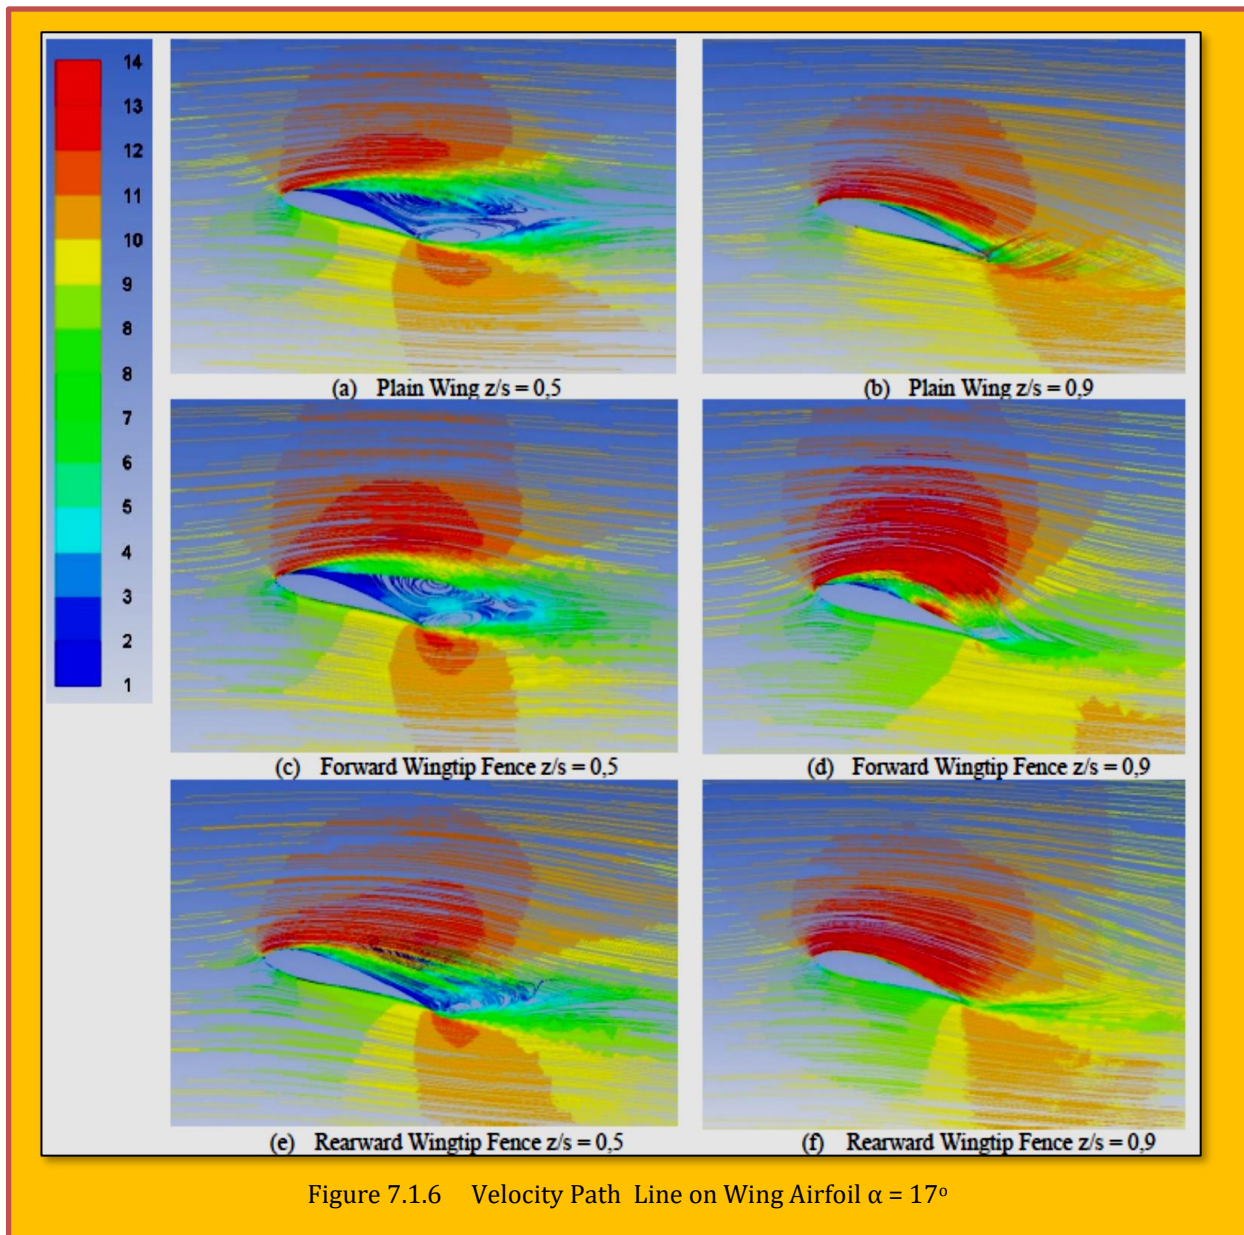 14
13
12
11
10
9
8
8
7
6
5
4
3
2
1
(a) Plain Wing z/s = 0,5
(b) Plain Wing z/s = 0,9
(c) Forward Wingtip Fence z/s = 0,5
(d) Forward Wingtip Fence z/s = 0,9
(e) Rearward Wingtip Fence z/s = 0,5
(f) Rearward Wingtip Fence z/s = 0,9
Figure 7.1.6 Velocity Path Line on Wing Airfoil α = 17º